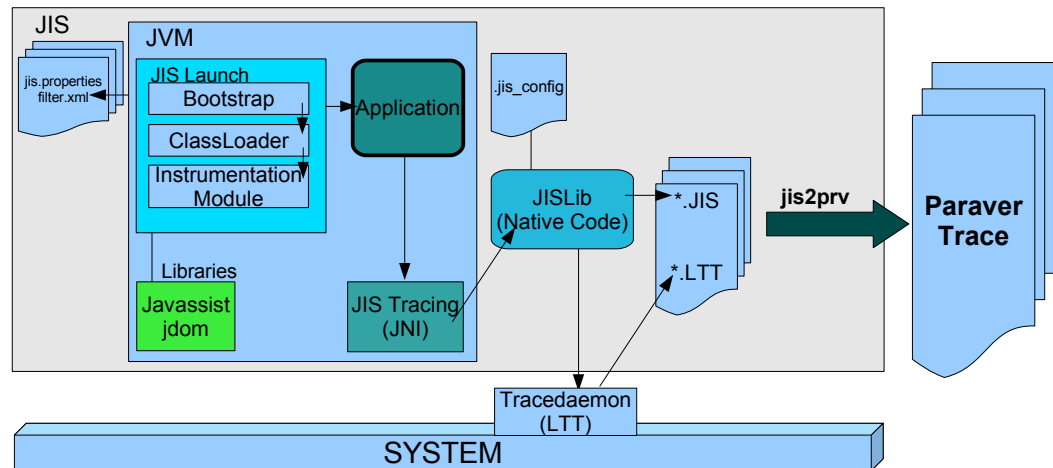 JIS
JVM
jis.properties
filter.xml
JIS Launch
Bootstrap
ClassLoader
Instrumentation
Module
Application
.jis_config
JISLib
(Native Code)
*.JIS
*.LTT
jis2prv
Paraver
Trace
Libraries
Javassist
jdom
JIS Tracing
(JNI)
Tracedaemon
(LTT)
SYSTEM